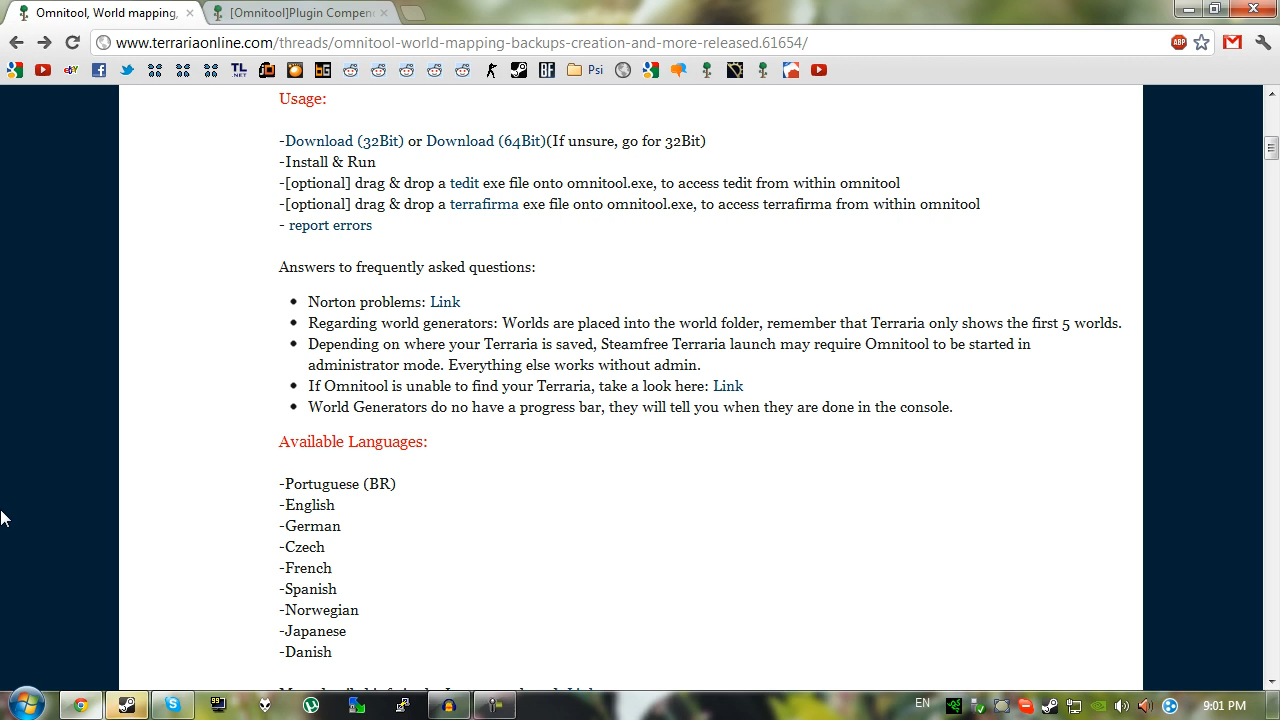 Omnitool, World mapping,
[Omnitool]Plugin Compen
www.terrariaonline.com/threads/omnitool-world-mapping-backups-creation-and-more-released.61654/
ABP
TL .NET
BF
Psi
Usage:
-Download (32Bit) or Download (64Bit)(If unsure, go for 32Bit)
-Install & Run
-[optional] drag & drop a tedit exe file onto omnitool.exe, to access tedit from within omnitool
-[optional] drag & drop a terrafirma exe file onto omnitool.exe, to access terrafirma from within omnitool
- report errors
Answers to frequently asked questions:
Norton problems: Link
Regarding world generators: Worlds are placed into the world folder, remember that Terraria only shows the first 5 worlds.
Depending on where your Terraria is saved, Steamfree Terraria launch may require Omnitool to be started in
administrator mode. Everything else works without admin.
If Omnitool is unable to find your Terraria, take a look here: Link
World Generators do no have a progress bar, they will tell you when they are done in the console.
Available Languages:
-Portuguese (BR)
-English
-German
-Czech
-French
-Spanish
-Norwegian
-Japanese
-Danish
EN
9:01 PM